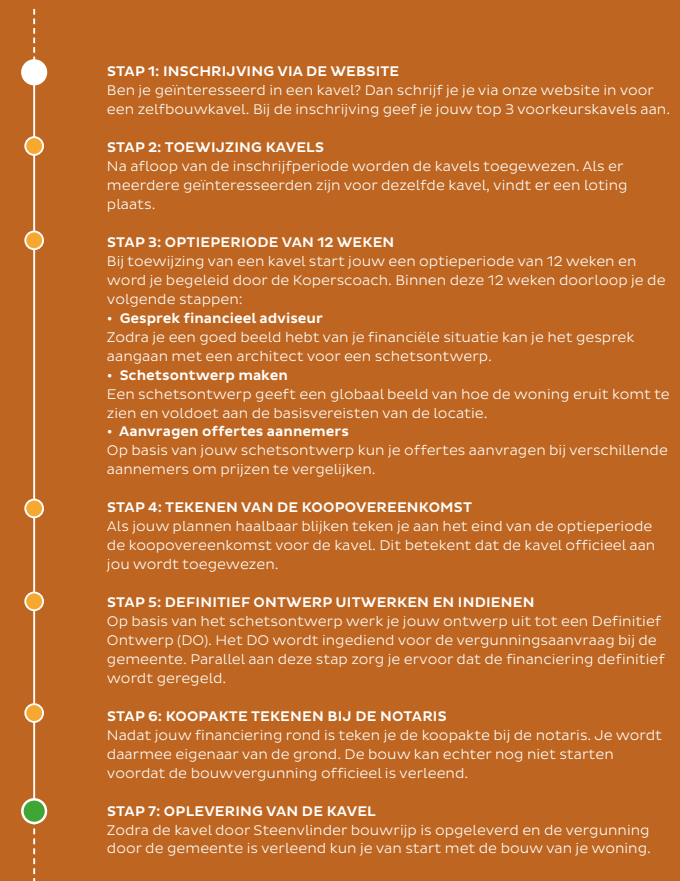 STAP 1: INSCHRIJVING VIA DE WEBSITE
Ben je geïnteresseerd in een kavel? Dan schrijf je je via onze website in voor
een zelfbouwkavel. Bij de inschrijving geef je jouw top 3 voorkeurskavels aan.
STAP 2: TOEWIJZING KAVELS
Na afloop van de inschrijfperiode worden de kavels toegewezen. Als er
meerdere geïnteresseerden zijn voor dezelfde kavel, vindt er een loting
plaats.
STAP 3: OPTIEPERIODE VAN 12 WEKEN
Bij toewijzing van een kavel start jouw een optieperiode van 12 weken en
word je begeleid door de Koperscoach. Binnen deze 12 weken doorloop je de
volgende stappen:
• Gesprek financieel adviseur
Zodra je een goed beeld hebt van je financiële situatie kan je het gesprek
aangaan met een architect voor een schetsontwerp.
• Schetsontwerp maken
Een schetsontwerp geeft een globaal beeld van hoe de woning eruit komt te
zien en voldoet aan de basisvereisten van de locatie.
• Aanvragen offertes aannemers
Op basis van jouw schetsontwerp kun je offertes aanvragen bij verschillende
aannemers om prijzen te vergelijken.
STAP 4: TEKENEN VAN DE KOOPOVEREENKOMST
Als jouw plannen haalbaar blijken teken je aan het eind van de optieperiode
de koopovereenkomst voor de kavel. Dit betekent dat de kavel officieel aan
jou wordt toegewezen.
STAP 5: DEFINITIEF ONTWERP UITWERKEN EN INDIENEN
Op basis van het schetsontwerp werk je jouw ontwerp uit tot een Definitief
Ontwerp (DO). Het DO wordt ingediend voor de vergunningsaanvraag bij de
gemeente. Parallel aan deze stap zorg je ervoor dat de financiering definitief
wordt geregeld.
STAP 6: KOOPAKTE TEKENEN BIJ DE NOTARIS
Nadat jouw financiering rond is teken je de koopakte bij de notaris. Je wordt
daarmee eigenaar van de grond. De bouw kan echter nog niet starten
voordat de bouwvergunning officieel is verleend.
STAP 7: OPLEVERING VAN DE KAVEL
Zodra de kavel door Steenvlinder bouwrijp is opgeleverd en de vergunning
door de gemeente is verleend kun je van start met de bouw van je woning.